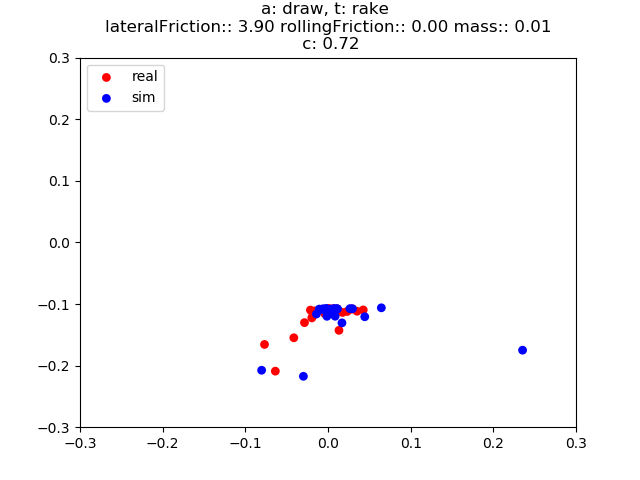 a: draw, t: rake
lateralFriction:: 3.90 rollingFriction:: 0.00 mass:: 0.01
c: 0.72
real
sim
0.3
0.2
0.1
0.0
−0.1
−0.2
−0.3
−0.3
−0.2
−0.1
0.0
0.1
0.2
0.3